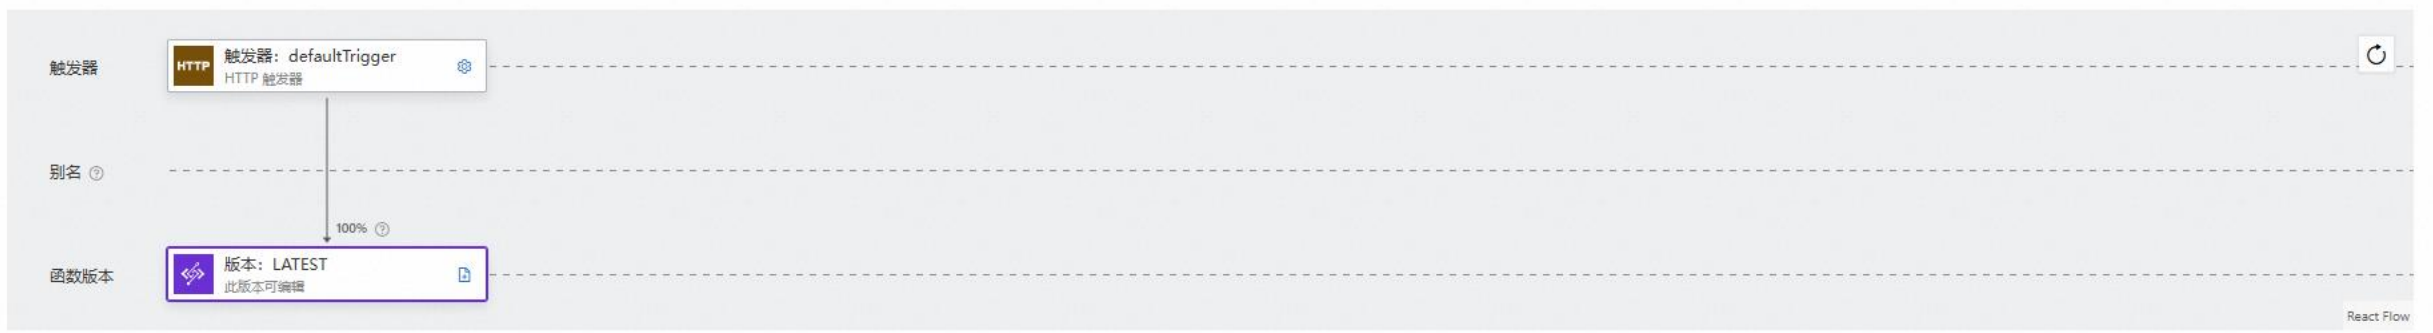 触发器
HTTP
触发器：defaultTrigger
HTTP 触发器
别名
100%
函数版本
版本：LATEST
此版本可编辑
React Flow